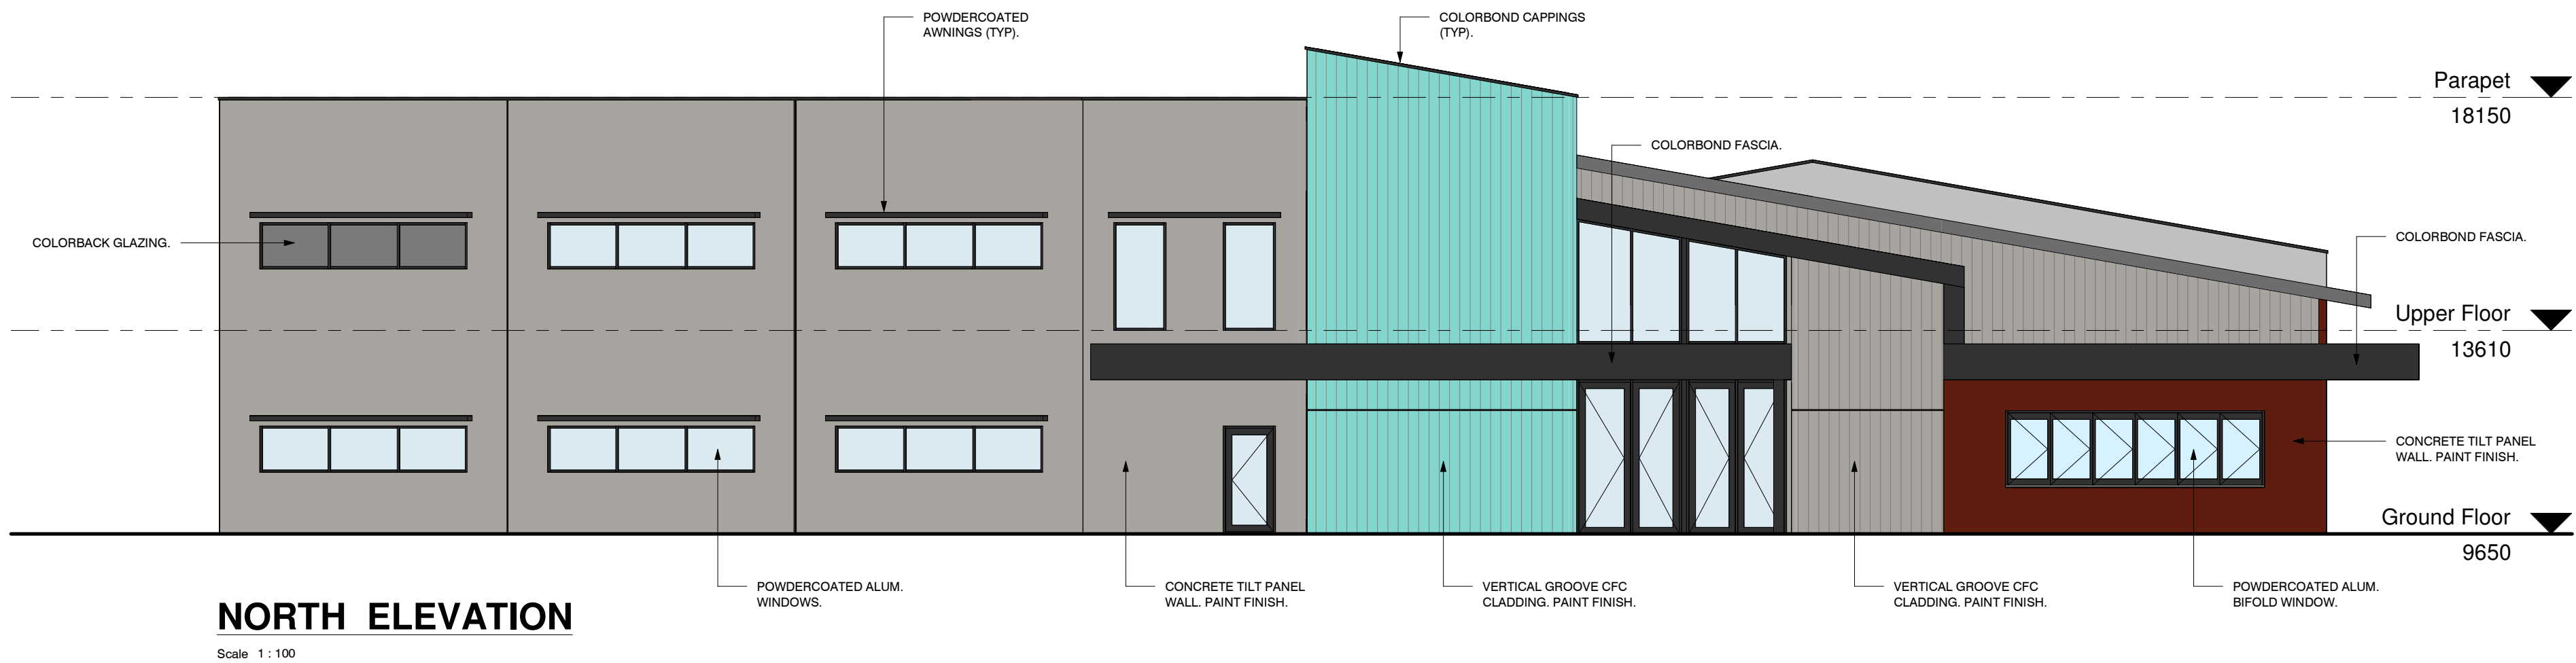 POWDERCOATED
AWNINGS (TYP).
COLORBOND CAPPINGS
(TYP).
Parapet
18150
COLORBOND FASCIA.
COLORBACK GLAZING.
COLORBOND FASCIA.
Upper Floor
13610
CONCRETE TILT PANEL
WALL. PAINT FINISH.
Ground Floor
9650
POWDERCOATED ALUM.
WINDOWS.
CONCRETE TILT PANEL
WALL. PAINT FINISH.
VERTICAL GROOVE CFC
CLADDING. PAINT FINISH.
VERTICAL GROOVE CFC
CLADDING. PAINT FINISH.
POWDERCOATED ALUM.
BIFOLD WINDOW.
NORTH ELEVATION
Scale 1 : 100